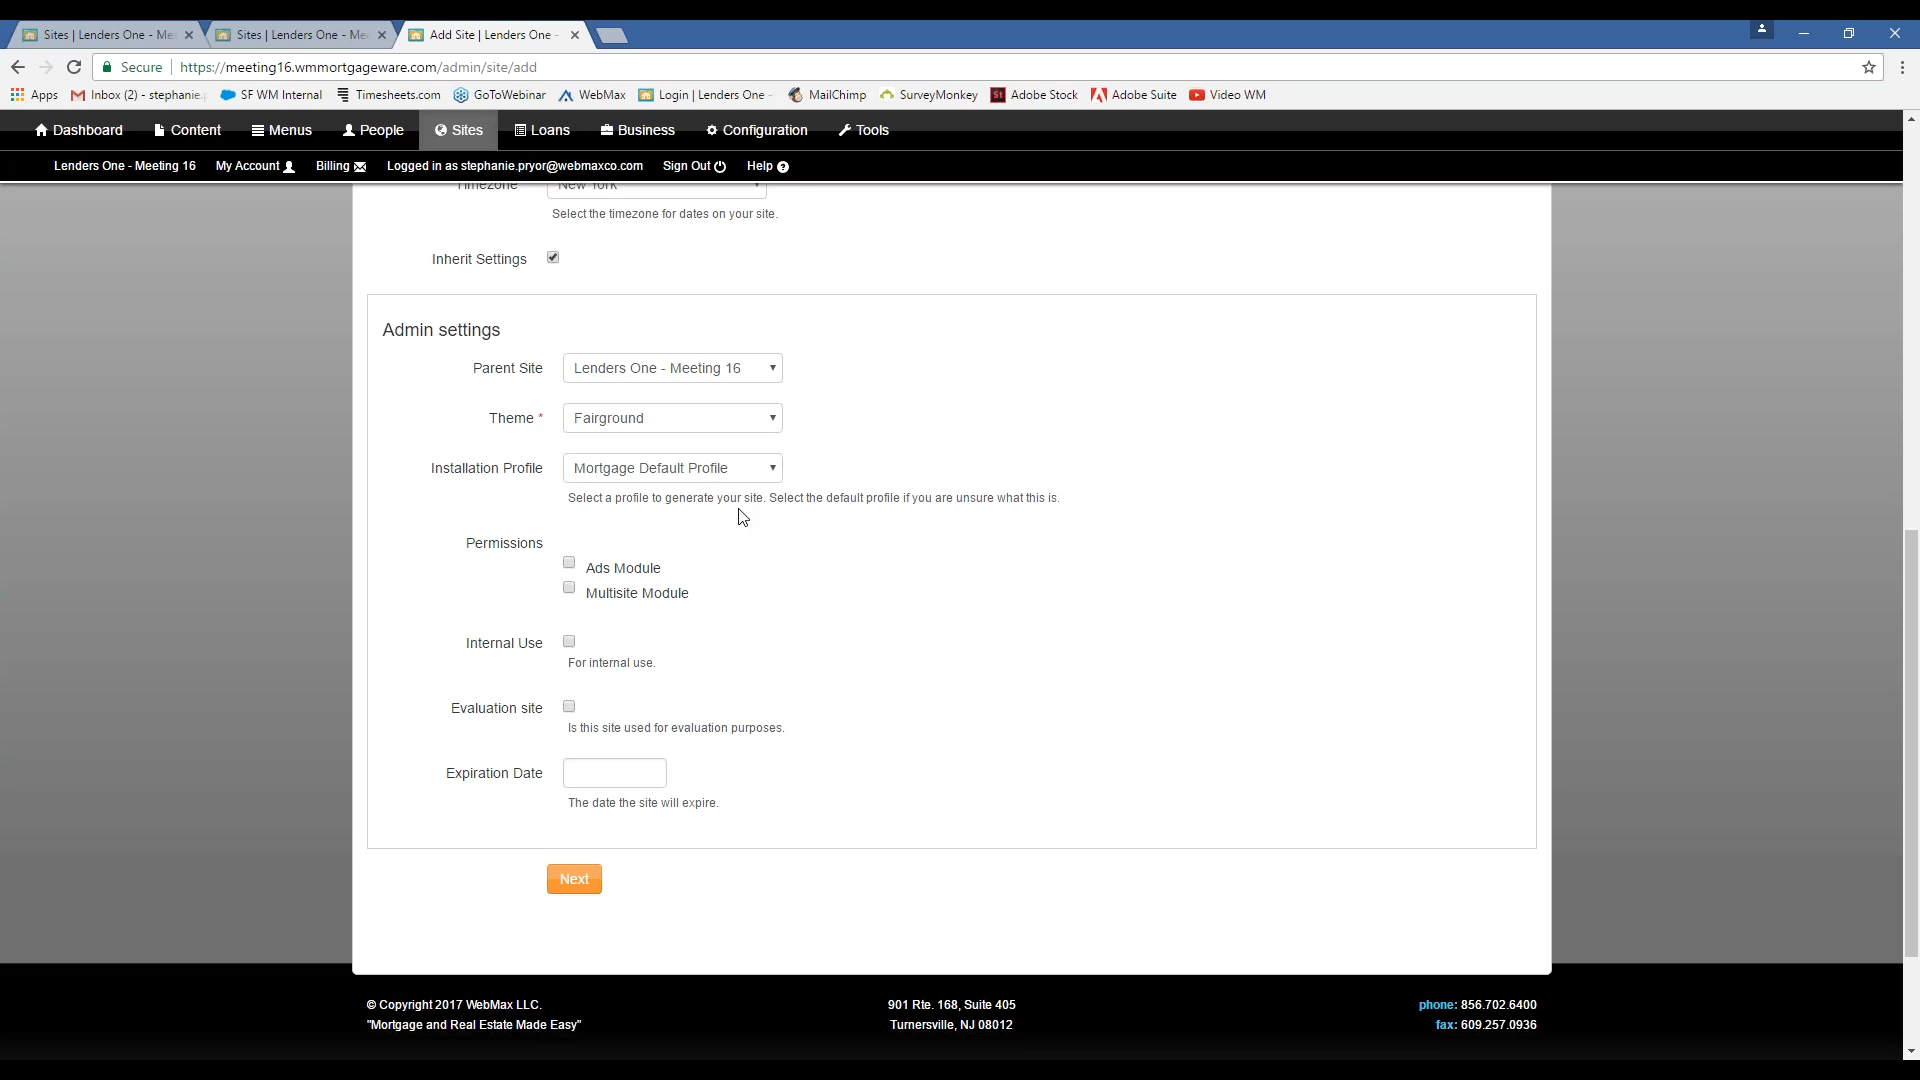 Sites | Lenders One - Me
Sites | Lenders One - Me
Add Site | Lenders One -
Secure
https://meeting16.wmmortgageware.com/admin/site/add
Apps
Inbox (2) - stephanie.
SF WM Internal
Timesheets.com
GoToWebinar
WebMax
Login | Lenders One -
MailChimp
SurveyMonkey
St
Adobe Stock
Adobe Suite
Video WM
Dashboard
Content
Menus
People
Sites
Loans
Business
Configuration
Tools
Lenders One - Meeting 16
My Account
Billing
Logged in as stephanie.pryor@webmaxco.com
Sign Out
Help
Timezone
New York
Select the timezone for dates on your site.
Inherit Settings
Admin settings
Parent Site
Lenders One - Meeting 16
Theme *
Fairground
Installation Profile
Mortgage Default Profile
Select a profile to generate your site. Select the default profile if you are unsure what this is.
Permissions
Ads Module
Multisite Module
Internal Use
For internal use.
Evaluation site
Is this site used for evaluation purposes.
Expiration Date
The date the site will expire.
Next
© Copyright 2017 WebMax LLC.
"Mortgage and Real Estate Made Easy"
901 Rte. 168, Suite 405
Turnersville, NJ 08012
phone: 856.702.6400
fax: 609.257.0936